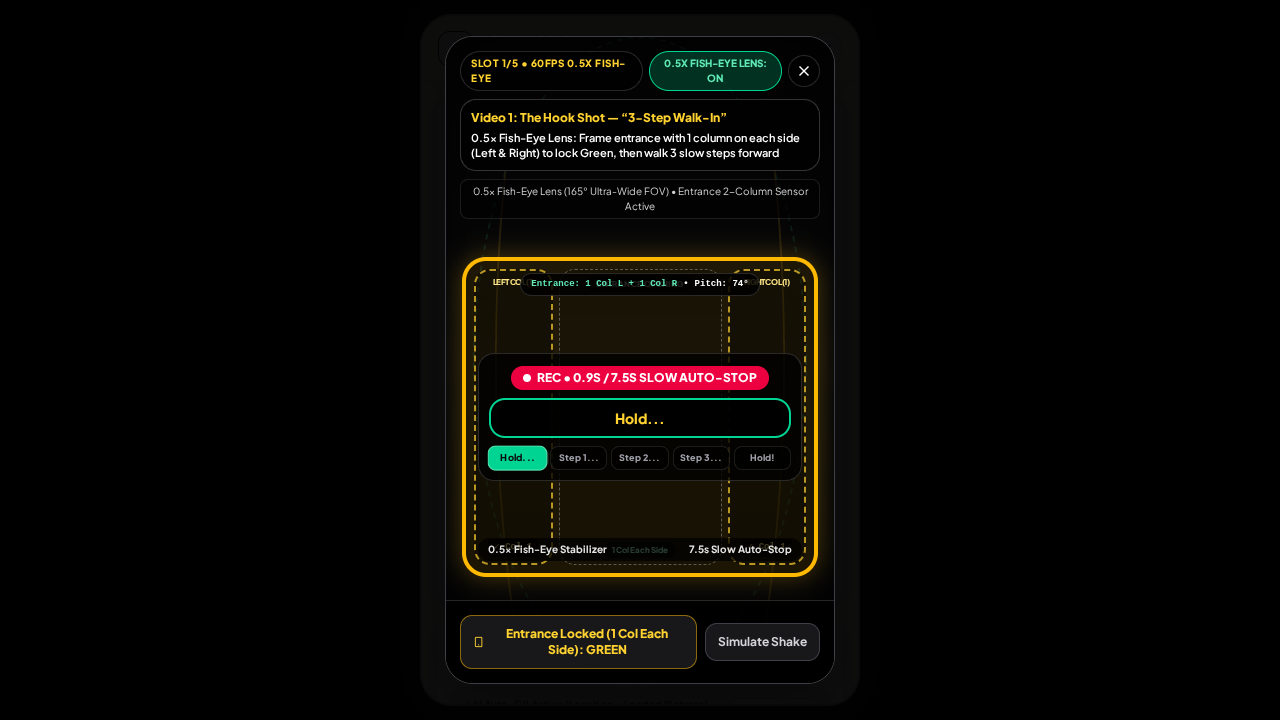 SLOT 1/5 ● 60FPS 0.5X FISH-
EYE
0.5X FISH-EYE LENS:
ON
Video 1: The Hook Shot — “3-Step Walk-In”
0.5× Fish-Eye Lens: Frame entrance with 1 column on each side
(Left & Right) to lock Green, then walk 3 slow steps forward
0.5× Fish-Eye Lens (165° Ultra-Wide FOV) • Entrance 2-Column Sensor
Active
Entrance: 1 Col L + 1 Col R • Pitch: 74°
REC ● 0.9S / 7.5S SLOW AUTO-STOP
Hold...
Hold...
Step 1...
Step 2...
Step 3...
Hold!
0.5× Fish-Eye Stabilizer
1 Col Each Side
7.5s Slow Auto-Stop
Entrance Locked (1 Col Each
Side): GREEN
Simulate Shake